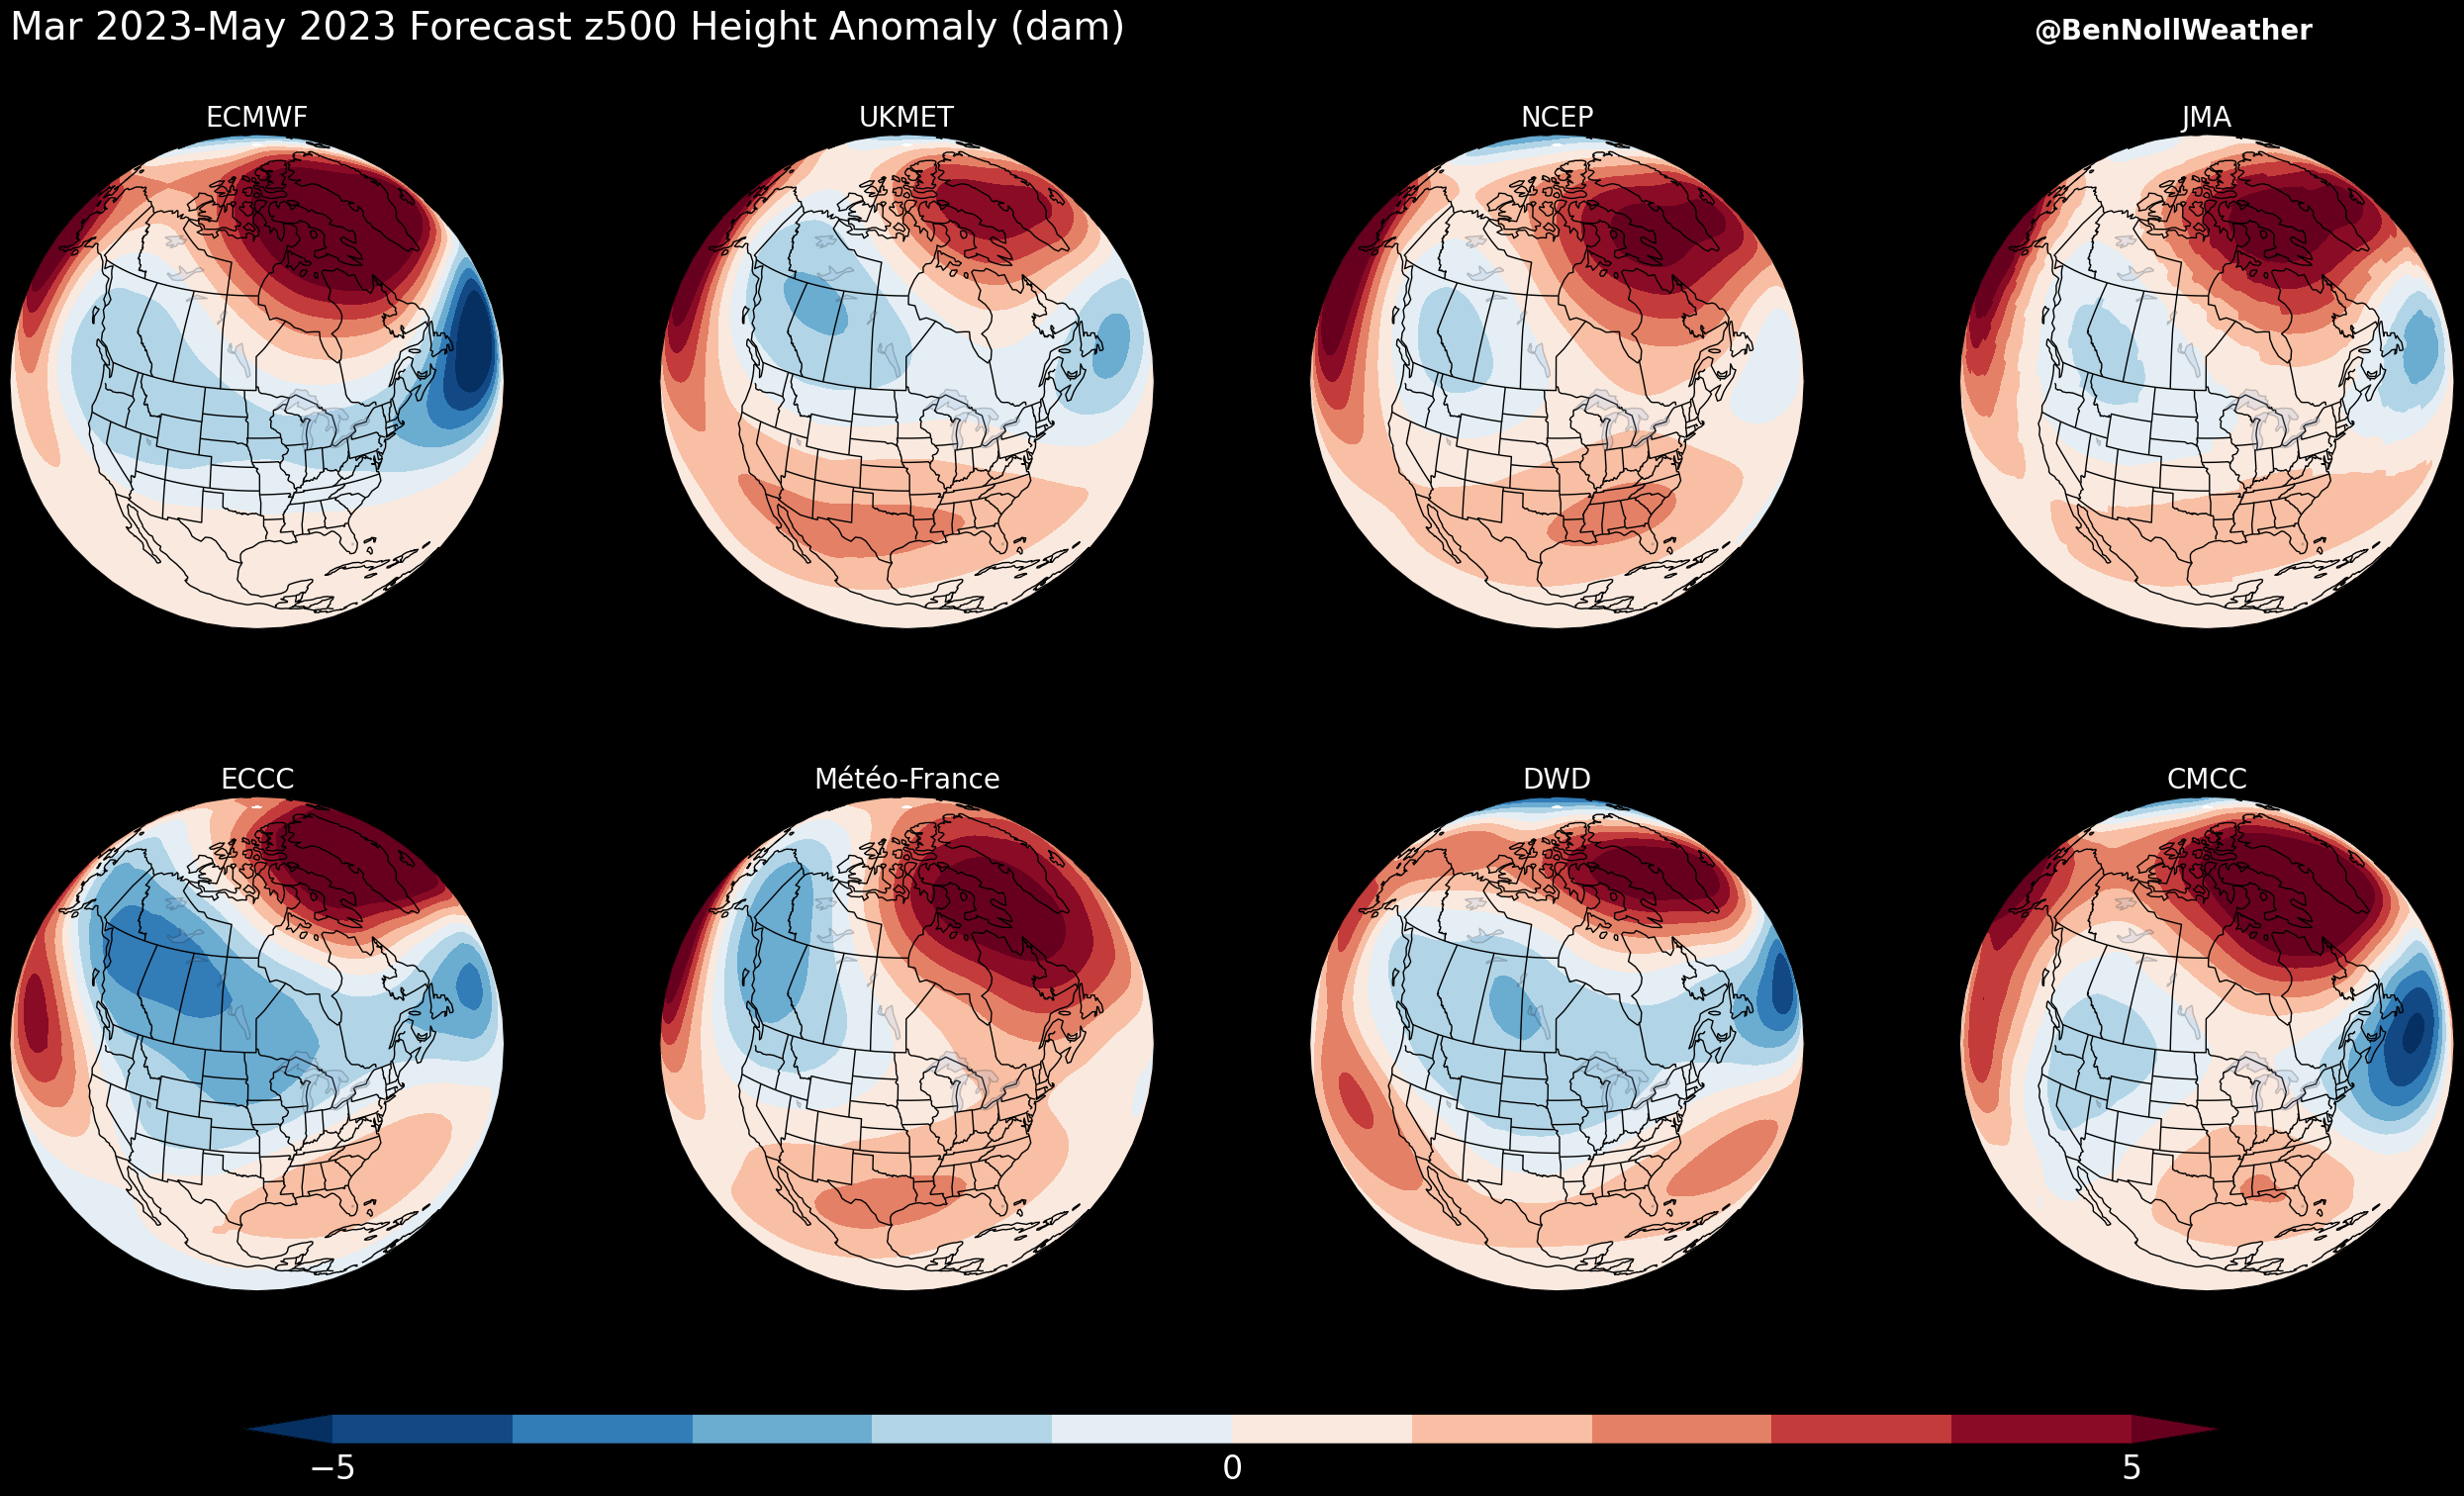 Mar 2023-May 2023 Forecast z500 Height Anomaly (dam)
@BenNollWeather
ECMWF
UKMET
NCEP
JMA
ECCC
Météo-France
DWD
CMCC
−5
0
5